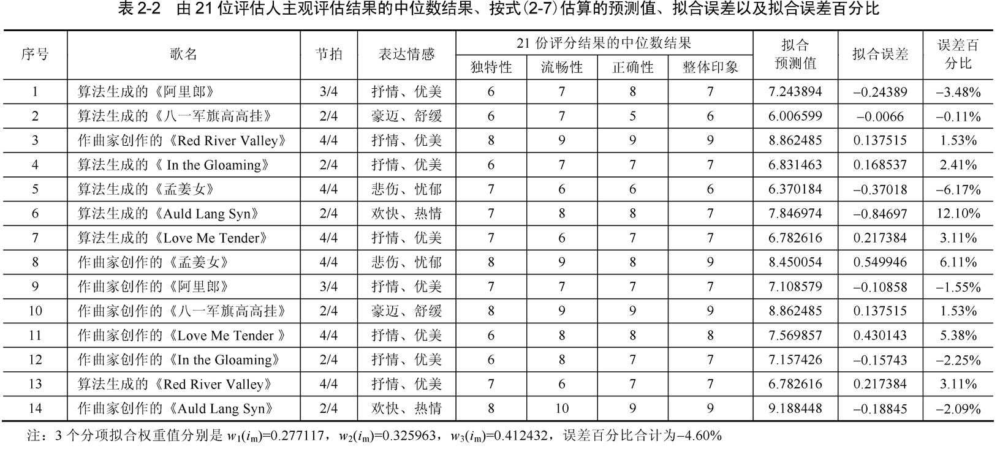 表 2-2 由 21 位评估人主观评估结果的中位数结果、按式(2-7)估算的预测值、拟合误差以及拟合误差百分比
序号 歌名 节拍 表达情感 21 份评分结果的中位数结果 拟合预测值 拟合误差 误差百分比
独特性 流畅性 正确性 整体印象
1 算法生成的《阿里郎》 3/4 抒情、优美 6 7 8 7 7.243894 −0.24389 −3.48%
2 算法生成的《八一军旗高高挂》 2/4 豪迈、舒缓 6 7 5 6 6.006599 −0.0066 −0.11%
3 作曲家创作的《Red River Valley》 4/4 抒情、优美 8 9 9 9 8.862485 0.137515 1.53%
4 算法生成的《 In the Gloaming》 2/4 抒情、优美 6 7 7 7 6.831463 0.168537 2.41%
5 算法生成的《孟姜女》 4/4 悲伤、忧郁 7 6 6 6 6.370184 −0.37018 −6.17%
6 算法生成的《Auld Lang Syn》 2/4 欢快、热情 7 8 8 7 7.846974 −0.84697 12.10%
7 算法生成的《Love Me Tender》 4/4 抒情、优美 7 6 7 7 6.782616 0.217384 3.11%
8 作曲家创作的《孟姜女》 4/4 悲伤、忧郁 8 9 8 9 8.450054 0.549946 6.11%
9 作曲家创作的《阿里郎》 3/4 抒情、优美 7 7 7 7 7.108579 −0.10858 −1.55%
10 作曲家创作的《八一军旗高高挂》 2/4 豪迈、舒缓 8 9 9 9 8.862485 0.137515 1.53%
11 作曲家创作的《Love Me Tender 》 4/4 抒情、优美 6 8 8 8 7.569857 0.430143 5.38%
12 作曲家创作的《In the Gloaming》 2/4 抒情、优美 6 8 7 7 7.157426 −0.15743 −2.25%
13 算法生成的《Red River Valley》 4/4 抒情、优美 7 6 7 7 6.782616 0.217384 3.11%
14 作曲家创作的《Auld Lang Syn》 2/4 欢快、热情 8 10 9 9 9.188448 −0.18845 −2.09%
注：3 个分项拟合权重值分别是 w1(im)=0.277117，w2(im)=0.325963，w3(im)=0.412432，误差百分比合计为−4.60%